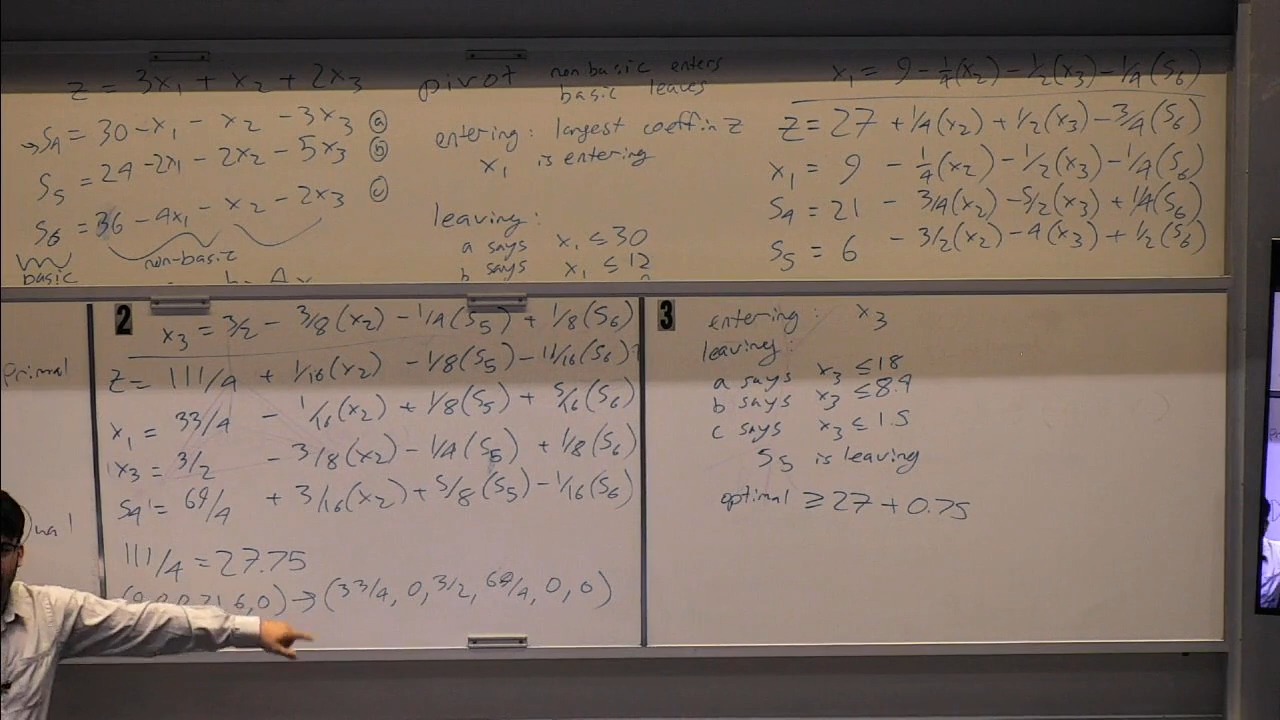 z = 3x₁ + x₂ + 2x₃
→S₄ = 30 - x₁ - x₂ - 3x₃ ⓐ
S₅ = 24 - 2x₁ - 2x₂ - 5x₃ ⓑ
S₆ = 36 - 4x₁ - x₂ - 2x₃ ⓒ
basic
non-basic
pivot
nonbasic enters
basic leaves
entering: largest coeff in z
x₁ is entering
leaving:
a says x₁ ≤ 30
b says x₁ ≤ 12
x₁ = 9 - 1/4(x₂) - 1/2(x₃) - 1/4(S₆)
z = 27 + 1/4(x₂) + 1/2(x₃) - 3/4(S₆)
x₁ = 9 - 1/4(x₂) - 1/2(x₃) - 1/4(S₆)
S₄ = 21 - 3/4(x₂) - 5/2(x₃) + 1/4(S₆)
S₅ = 6 - 3/2(x₂) - 4(x₃) + 1/2(S₆)
Primal
2
x₃ = 3/2 - 3/8(x₂) - 1/4(S₅) + 1/8(S₆)
z = 111/4 + 1/16(x₂) - 1/8(S₅) - 11/16(S₆)
x₁ = 33/4 - 1/16(x₂) + 1/8(S₅) + 5/16(S₆)
x₃ = 3/2 - 3/8(x₂) - 1/4(S₅) + 1/8(S₆)
S₄ = 69/4 + 3/16(x₂) + 5/8(S₅) - 1/16(S₆)
111/4 = 27.75
,6,0) → (33/4, 0, 3/2, 69/4, 0, 0)
3
entering: x₃
leaving:
a says x₃ ≤ 18
b says x₃ ≤ 8.4
c says x₃ ≤ 1.5
S₅ is leaving
optimal ≥ 27 + 0.75